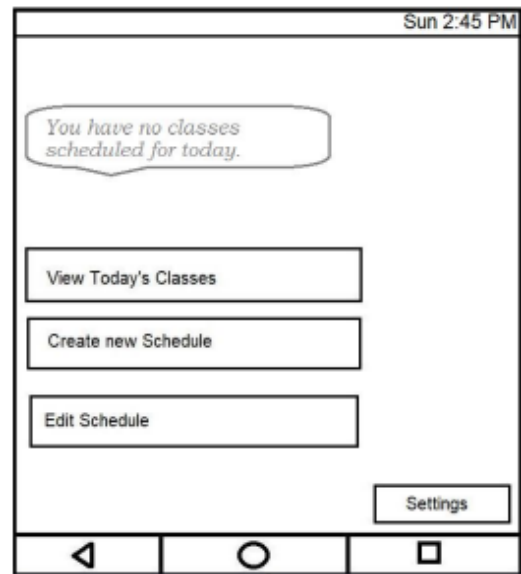 Sun 2:45 PM
You have no classes
scheduled for today.
View Today's Classes
Create new Schedule
Edit Schedule
Settings